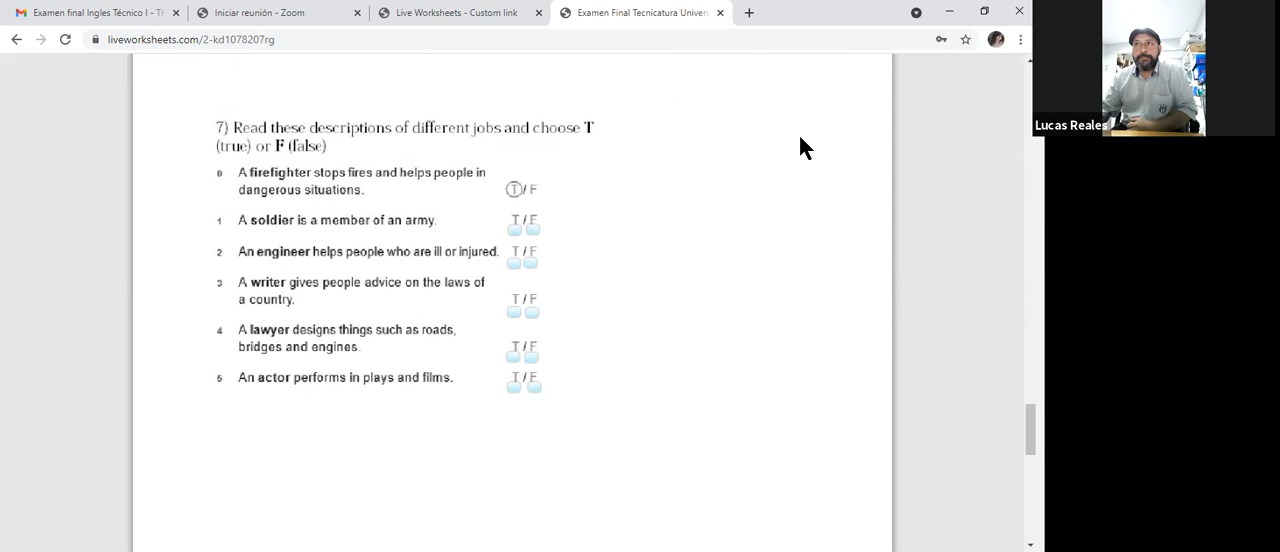 Examen final Ingles Técnico I - Th
Iniciar reunión - Zoom
Live Worksheets - Custom link
Examen Final Tecnicatura Univers
liveworksheets.com/2-kd1078207rg
Lucas Reales
7) Read these descriptions of different jobs and choose T
(true) or F (false)
0 A firefighter stops fires and helps people in
dangerous situations. T / F
1 A soldier is a member of an army. T / F
2 An engineer helps people who are ill or injured. T / F
3 A writer gives people advice on the laws of
a country. T / F
4 A lawyer designs things such as roads,
bridges and engines. T / F
5 An actor performs in plays and films. T / F